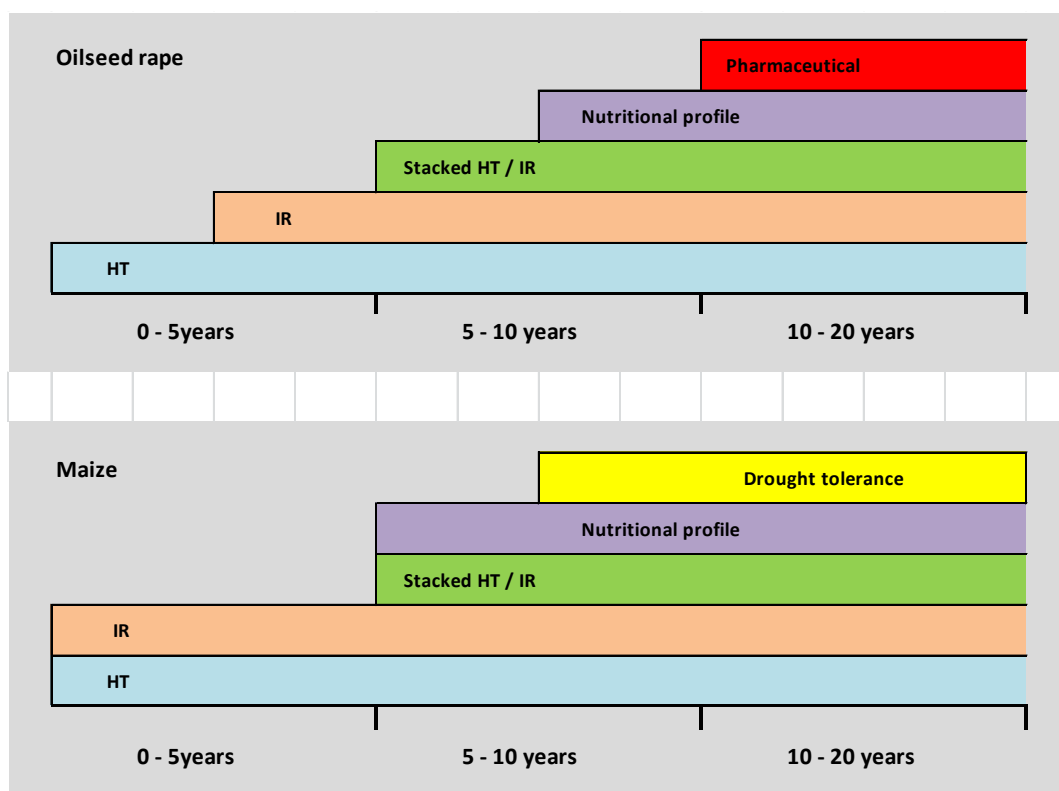 Oilseed rape
Pharmaceutical
Nutritional profile
Stacked HT / IR
IR
HT
0 - 5years
5 - 10 years
10 - 20 years
Maize
Drought tolerance
Nutritional profile
Stacked HT / IR
IR
HT
0 - 5years
5 - 10 years
10 - 20 years